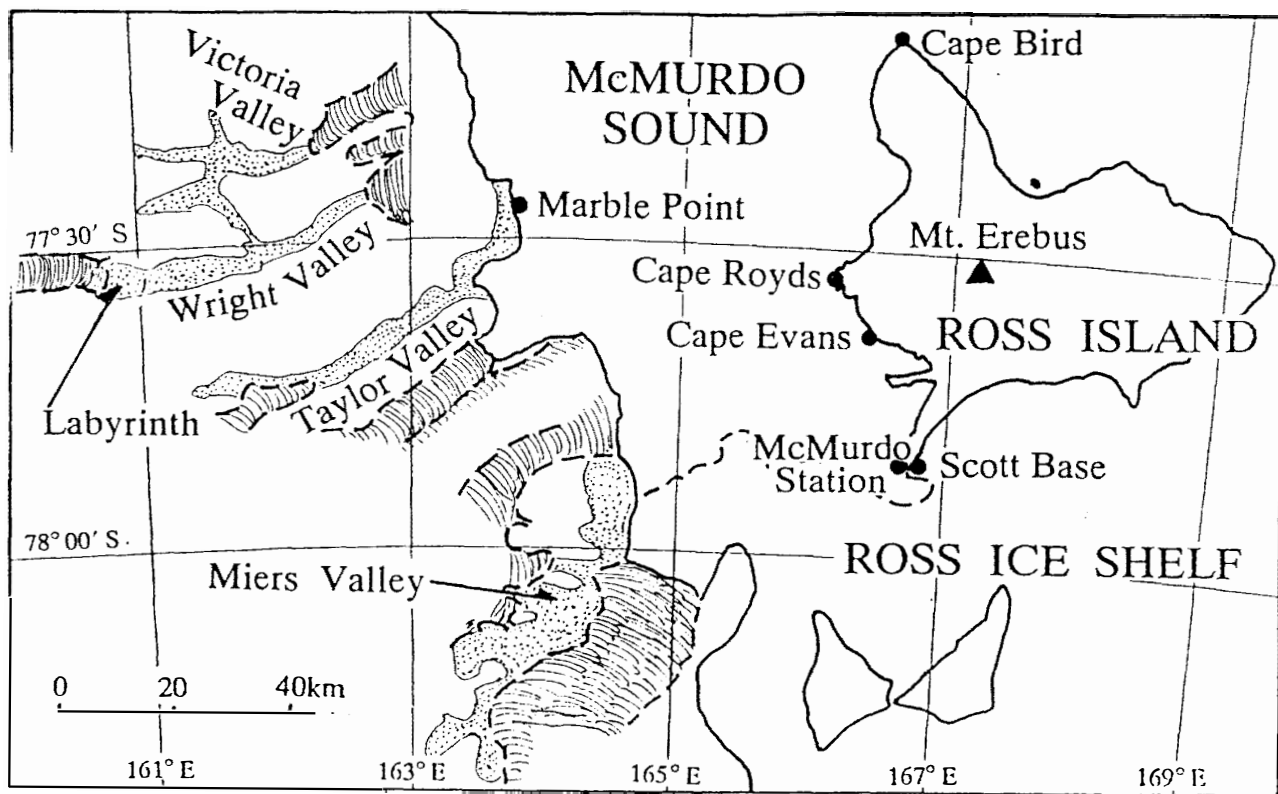 Victoria
Valley
McMURDO
SOUND
Cape Bird
Marble Point
77° 30′ S
Wright Valley
Mt. Erebus
Cape Royds
Cape Evans
ROSS ISLAND
Taylor Valley
Labyrinth
McMurdo
Station
Scott Base
78° 00′ S.
ROSS ICE SHELF
Miers Valley
0 20 40km
161° E 163° E 165° E 167° E 169° E